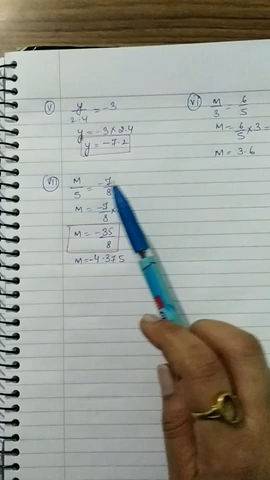 (v) y/2.4 = -3
y = -3 × 2.4
y = -7.2
(vi) M/3 = 6/5
M = 6/5 × 3 =
M = 3.6
(vii) M/5 = -7/8
M = -7/8 ×
M = -35/8
M = -4.375